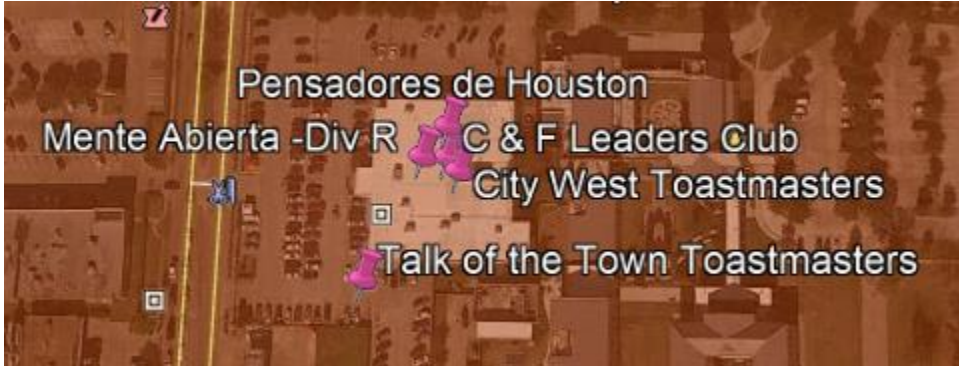 Pensadores de Houston
Mente Abierta -Div R
C & F Leaders Club
City West Toastmasters
Talk of the Town Toastmasters